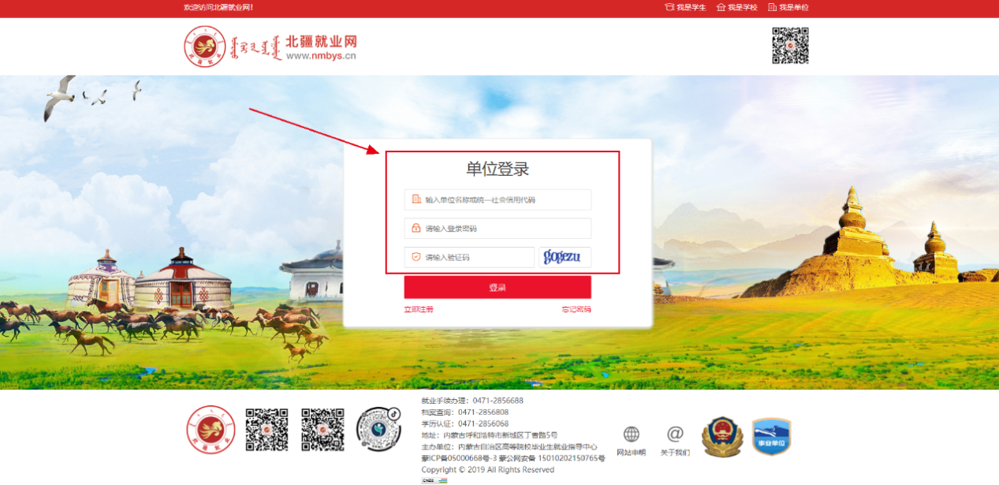 欢迎访问北疆就业网!
我是学生 我是学校 我是单位
北疆就业网
www.nmbys.cn
单位登录
输入单位名称或统一社会信用代码
请输入登录密码
请输入验证码
gogezu
登录
立即注册 忘记密码
就业手续办理：0471-2856688
档案查询：0471-2856808
学历认证：0471-2856068
地址：内蒙古呼和浩特市新城区丁香路5号
主办单位：内蒙古自治区高等院校毕业生就业指导中心
蒙ICP备05000668号-3 蒙公网安备 15010202150765号
Copyright © 2019 All Rights Reserved
网站申明 关于我们
事业单位